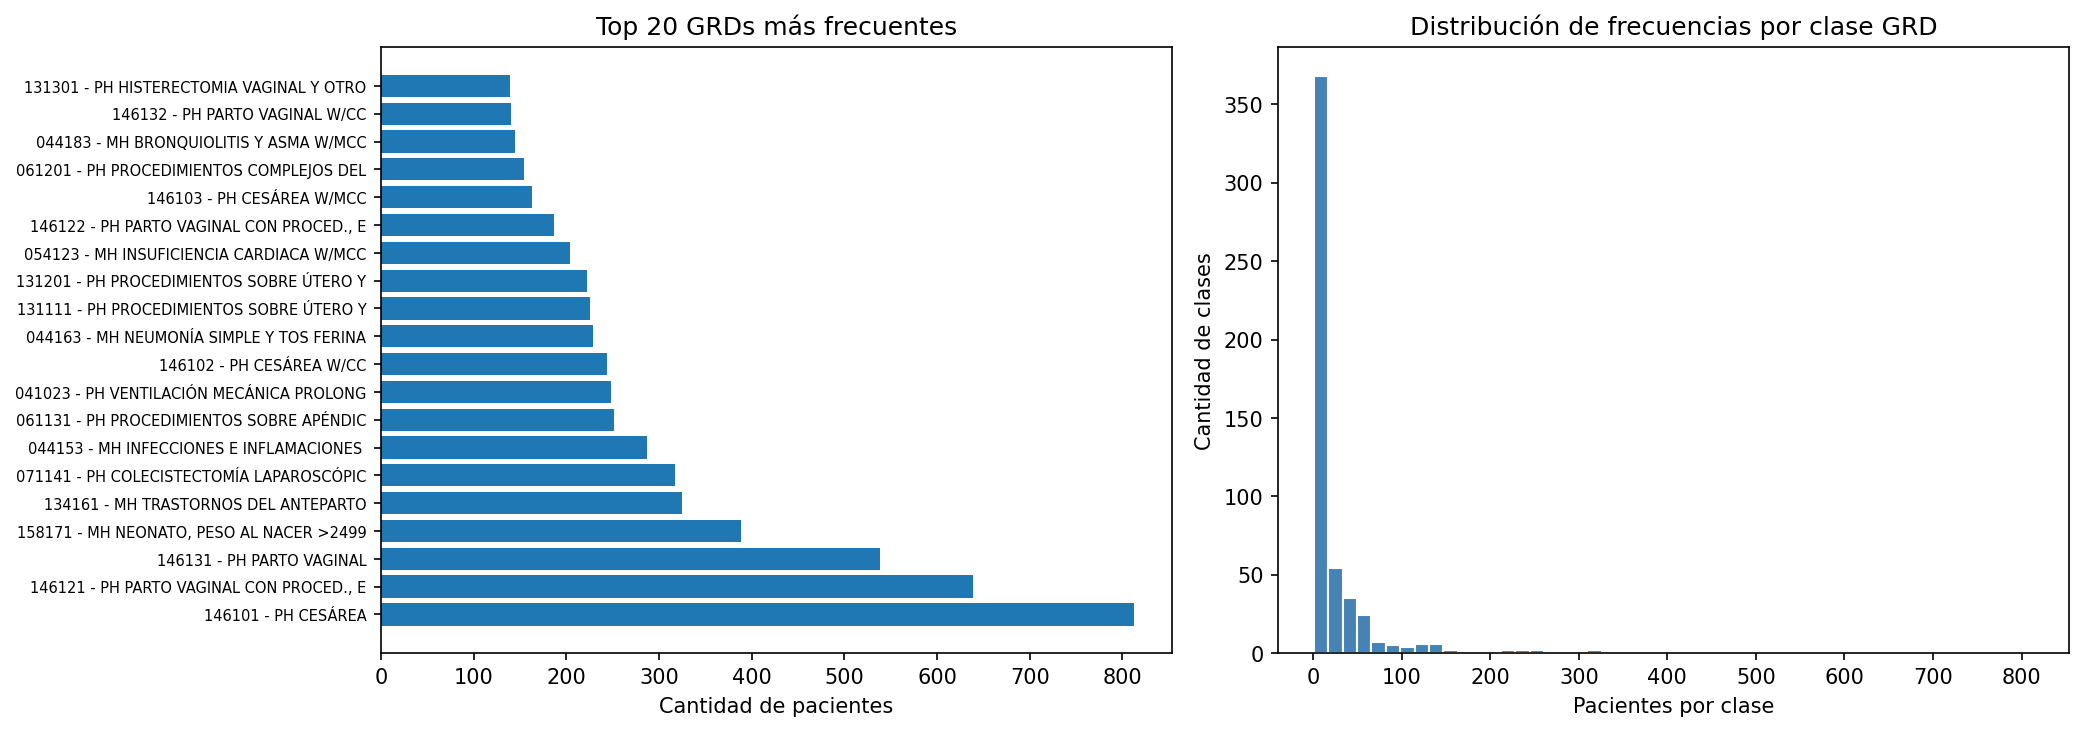 Top 20 GRDs más frecuentes
131301 - PH HISTERECTOMIA VAGINAL Y OTRO
146132 - PH PARTO VAGINAL W/CC
044183 - MH BRONQUIOLITIS Y ASMA W/MCC
061201 - PH PROCEDIMIENTOS COMPLEJOS DEL
146103 - PH CESÁREA W/MCC
146122 - PH PARTO VAGINAL CON PROCED., E
054123 - MH INSUFICIENCIA CARDIACA W/MCC
131201 - PH PROCEDIMIENTOS SOBRE ÚTERO Y
131111 - PH PROCEDIMIENTOS SOBRE ÚTERO Y
044163 - MH NEUMONÍA SIMPLE Y TOS FERINA
146102 - PH CESÁREA W/CC
041023 - PH VENTILACIÓN MECÁNICA PROLONG
061131 - PH PROCEDIMIENTOS SOBRE APÉNDIC
044153 - MH INFECCIONES E INFLAMACIONES
071141 - PH COLECISTECTOMÍA LAPAROSCÓPIC
134161 - MH TRASTORNOS DEL ANTEPARTO
158171 - MH NEONATO, PESO AL NACER >2499
146131 - PH PARTO VAGINAL
146121 - PH PARTO VAGINAL CON PROCED., E
146101 - PH CESÁREA
0 100 200 300 400 500 600 700 800
Cantidad de pacientes
Distribución de frecuencias por clase GRD
Cantidad de clases
350
300
250
200
150
100
50
0
0 100 200 300 400 500 600 700 800
Pacientes por clase